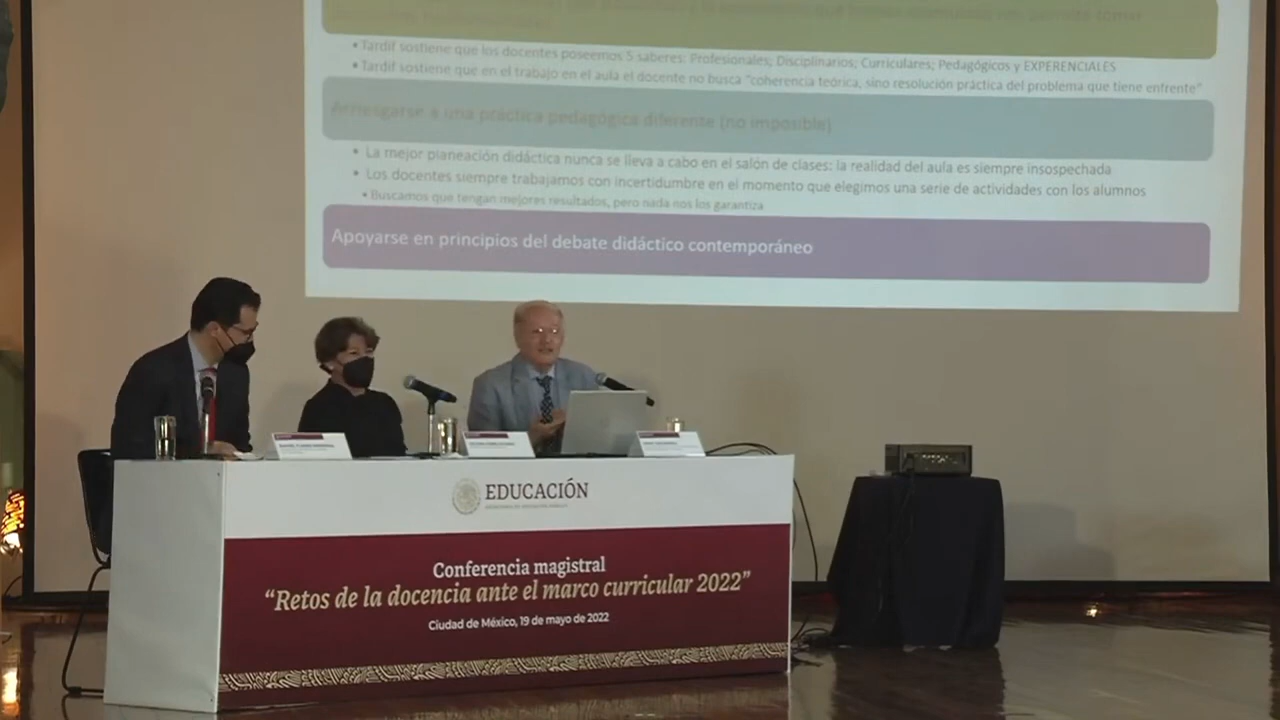 • Tardif sostiene que los docentes poseemos 5 saberes: Profesionales; Disciplinarios; Curriculares; Pedagógicos y EXPERENCIALES
• Tardif sostiene que en el trabajo en el aula el docente no busca "coherencia teórica, sino resolución práctica del problema que tiene enfrente"
Arriesgarse a una práctica pedagógica diferente (no imposible)
• La mejor planeación didáctica nunca se lleva a cabo en el salón de clases: la realidad del aula es siempre insospechada
• Los docentes siempre trabajamos con incertidumbre en el momento que elegimos una serie de actividades con los alumnos
• Buscamos que tengan mejores resultados, pero nada nos los garantiza
Apoyarse en principios del debate didáctico contemporáneo
EDUCACIÓN
SECRETARÍA DE EDUCACIÓN PÚBLICA
Conferencia magistral
“Retos de la docencia ante el marco curricular 2022”
Ciudad de México, 19 de mayo de 2022